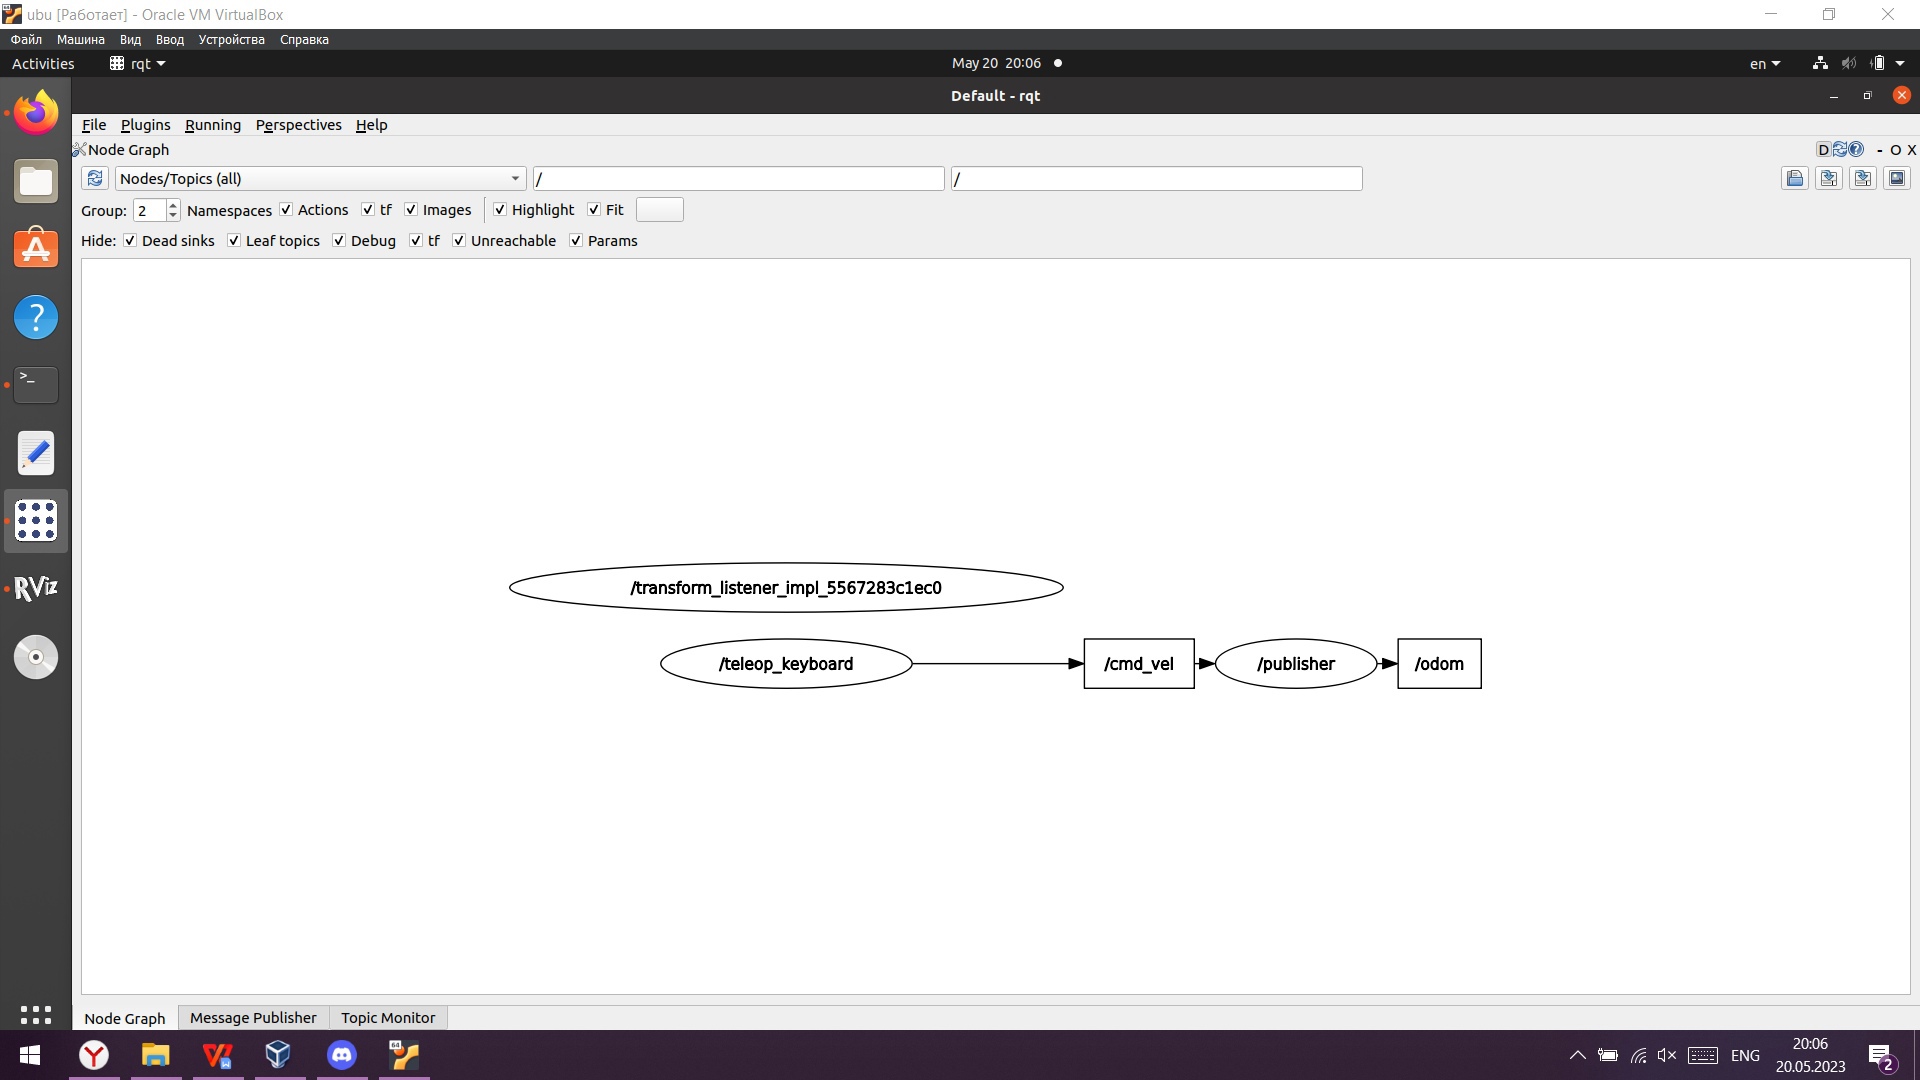 ubu [Работает] - Oracle VM VirtualBox
Файл Машина Вид Ввод Устройства Справка
Activities rqt May 20 20:06 en
Default - rqt
File Plugins Running Perspectives Help
Node Graph D - O X
Nodes/Topics (all) / /
Group: 2 Namespaces Actions tf Images Highlight Fit
Hide: Dead sinks Leaf topics Debug tf Unreachable Params
/transform_listener_impl_5567283c1ec0
/teleop_keyboard /cmd_vel /publisher /odom
RViz
Node Graph Message Publisher Topic Monitor
64
ENG 20:06
20.05.2023 2